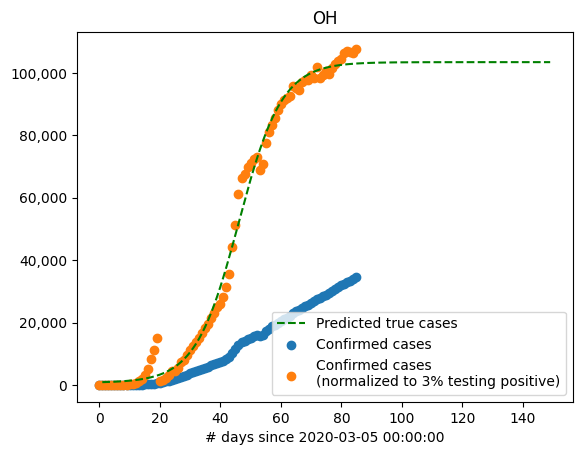 OH
100,000
80,000
60,000
40,000
20,000
0
Predicted true cases
Confirmed cases
Confirmed cases
(normalized to 3% testing positive)
0 20 40 60 80 100 120 140
# days since 2020-03-05 00:00:00